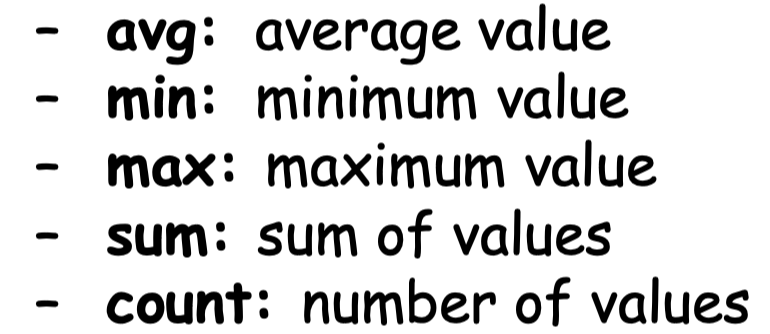 - avg: average value
- min: minimum value
- max: maximum value
- sum: sum of values
- count: number of values